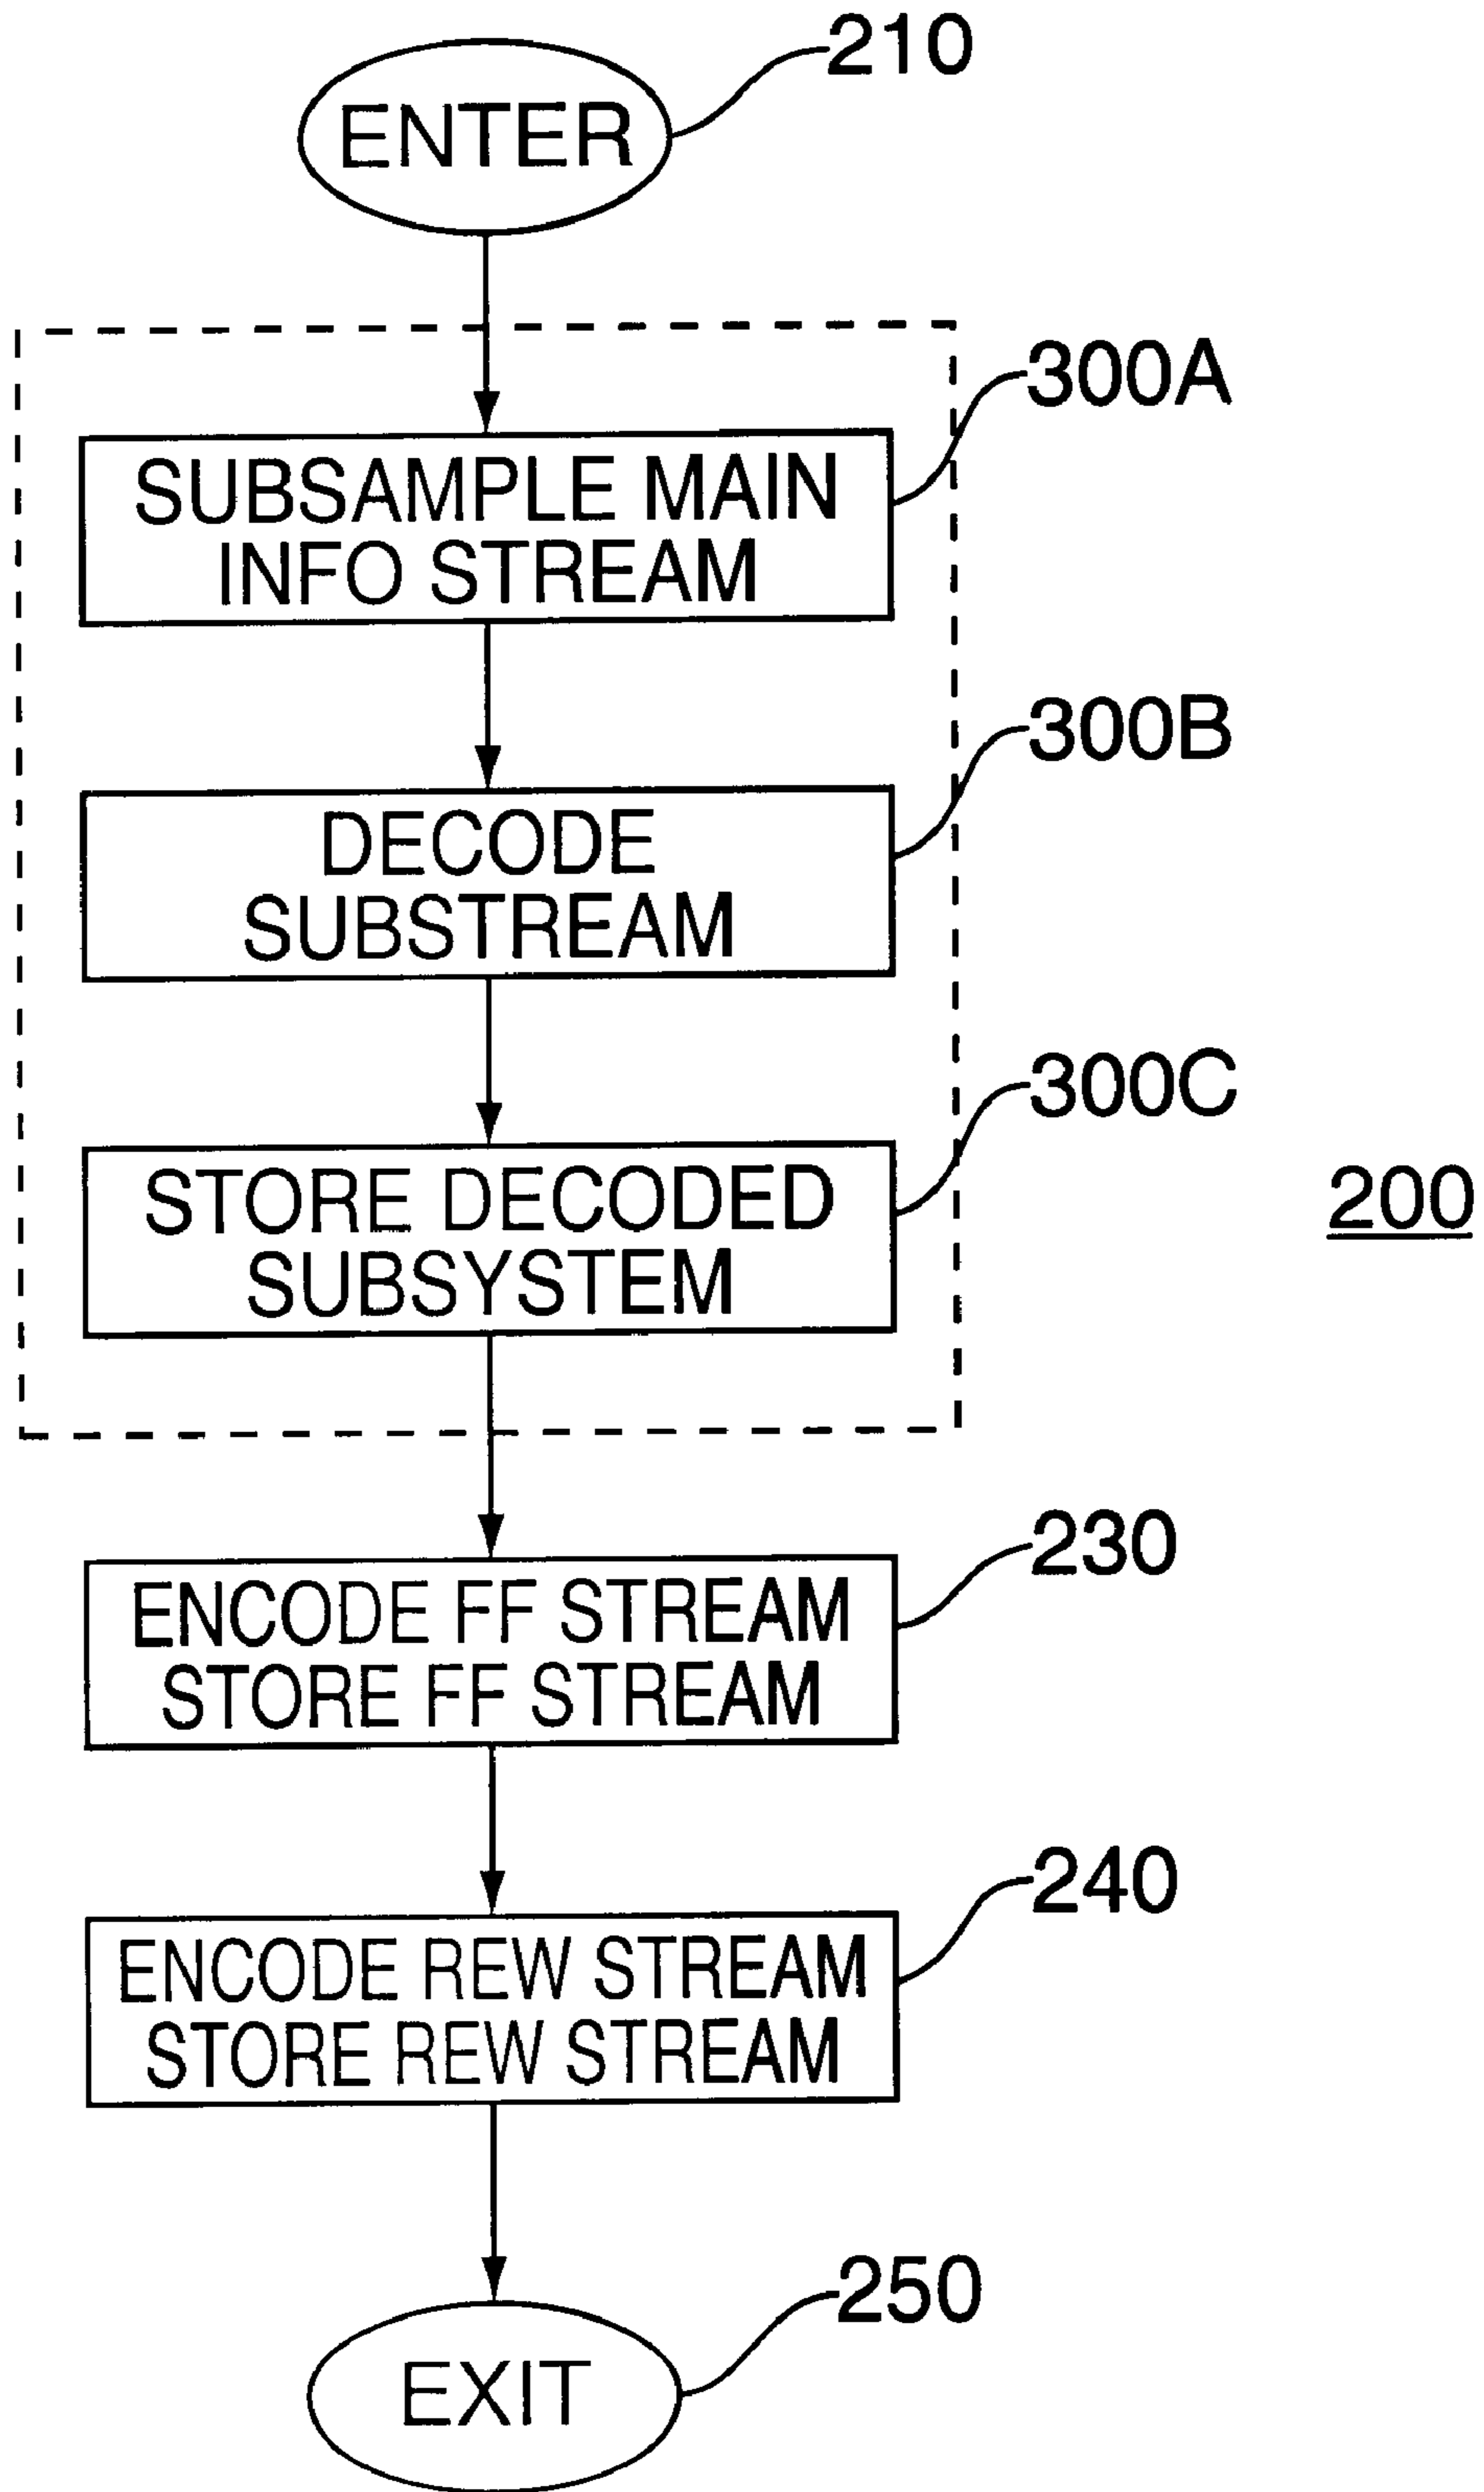 210
ENTER
300A
SUBSAMPLE MAIN
INFO STREAM
300B
DECODE
SUBSTREAM
300C
STORE DECODED
SUBSYSTEM
200
230
ENCODE FF STREAM
STORE FF STREAM
240
ENCODE REW STREAM
STORE REW STREAM
250
EXIT